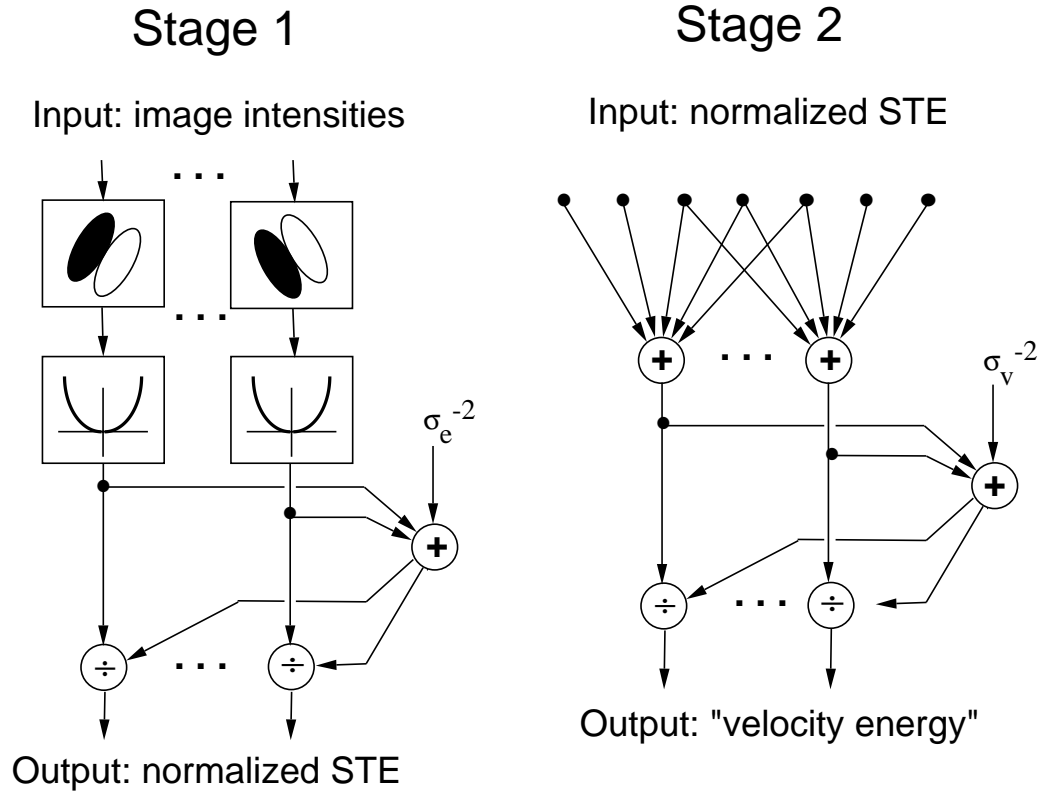 Stage 1
Input: image intensities
. . .
. . .
σe-2
+
÷
. . .
÷
Output: normalized STE
Stage 2
Input: normalized STE
+
. . .
+
σv-2
+
÷
. . .
÷
Output: "velocity energy"